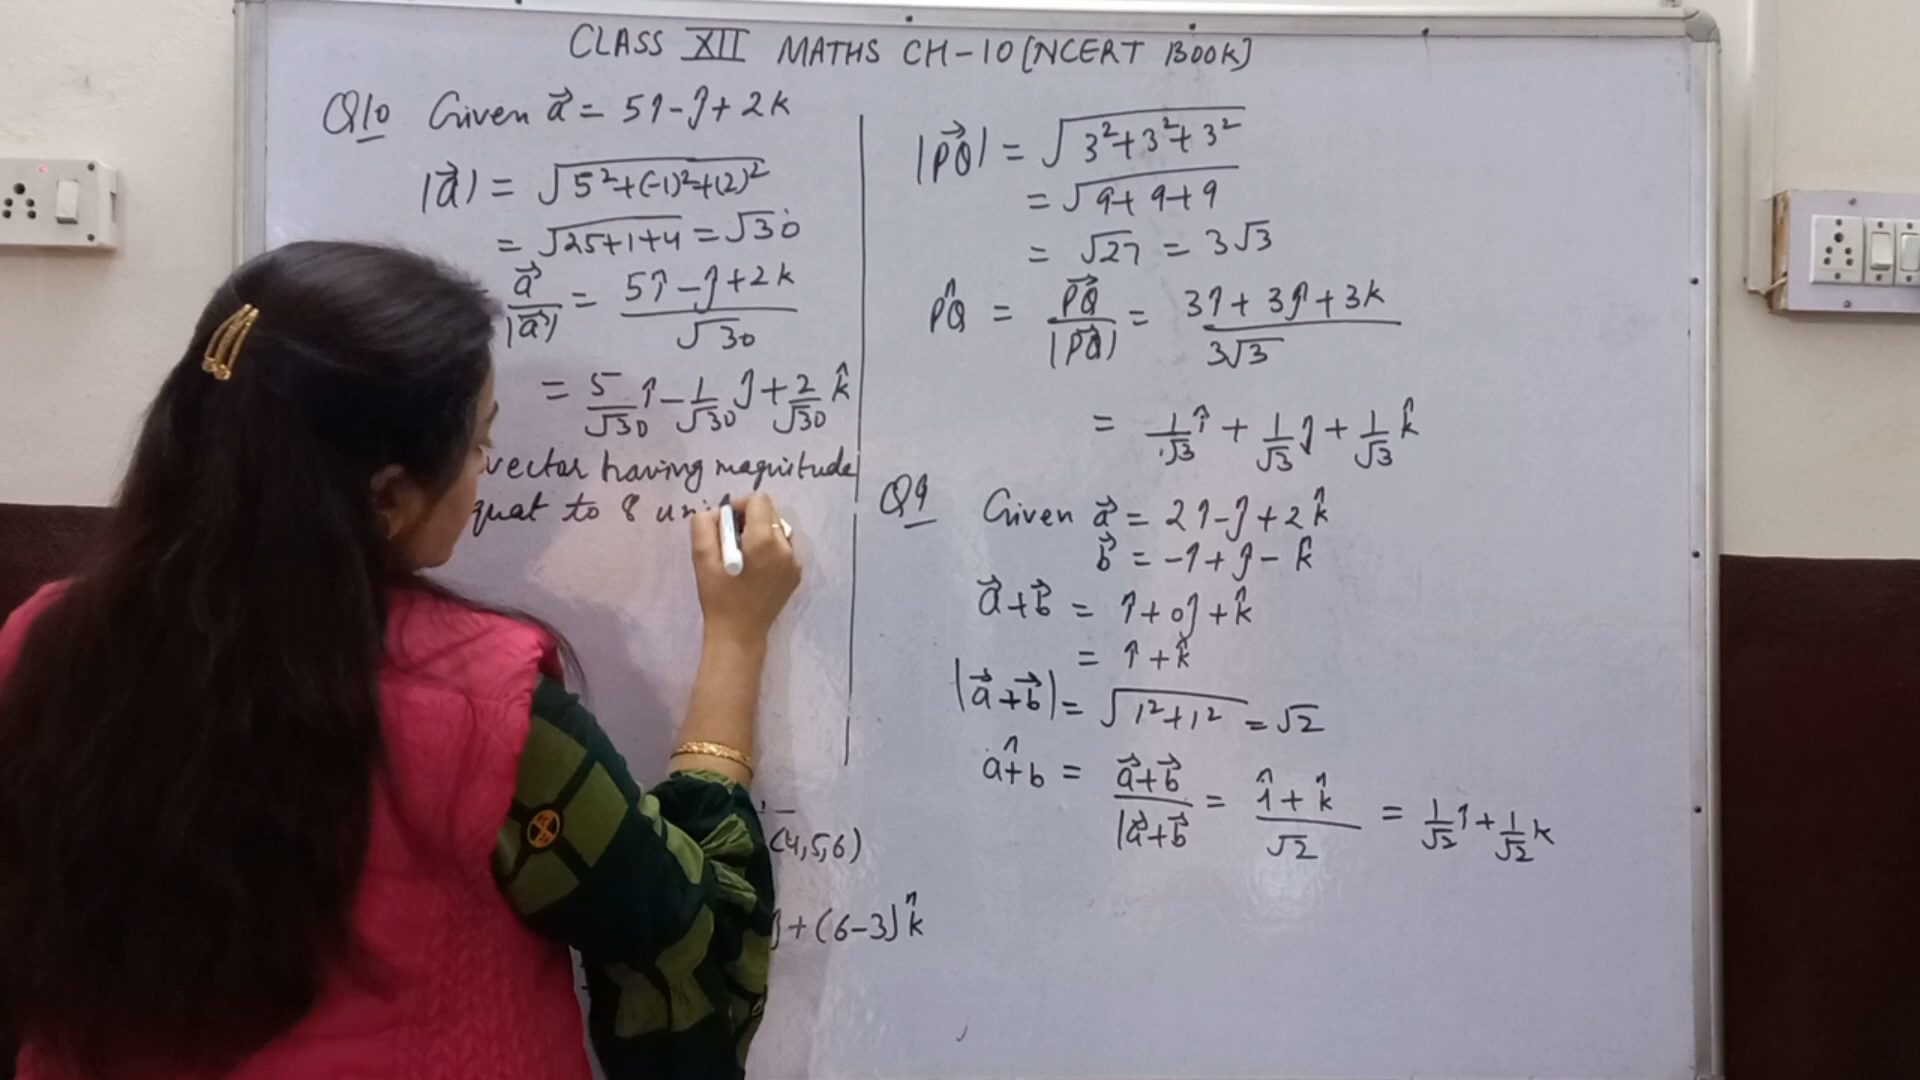 CLASS XII MATHS CH-10 [NCERT BOOK]
Q10 Given a⃗ = 5î - ĵ + 2k
|a⃗| = √(5²+(-1)²+(2)²)
= √(25+1+4) = √30
a⃗/|a⃗| = (5î - ĵ + 2k)/√30
= 5/√30 î - 1/√30 ĵ + 2/√30 k̂
vector having magnitude
to 8
(4,5,6)
ĵ + (6-3)k̂
|PQ⃗| = √(3²+3²+3²)
= √(9+9+9)
= √27 = 3√3
PQ̂ = PQ⃗/|PQ⃗| = (3î + 3ĵ + 3k)/3√3
= 1/√3 î + 1/√3 ĵ + 1/√3 k̂
Q9 Given a⃗ = 2î - ĵ + 2k̂
b⃗ = -î + ĵ - k̂
a⃗+b⃗ = î + 0ĵ + k̂
= î + k̂
|a⃗+b⃗| = √(1²+1²) = √2
a+̂b = (a⃗+b⃗)/|a⃗+b⃗ = (î + k̂)/√2 = 1/√2 î + 1/√2 k